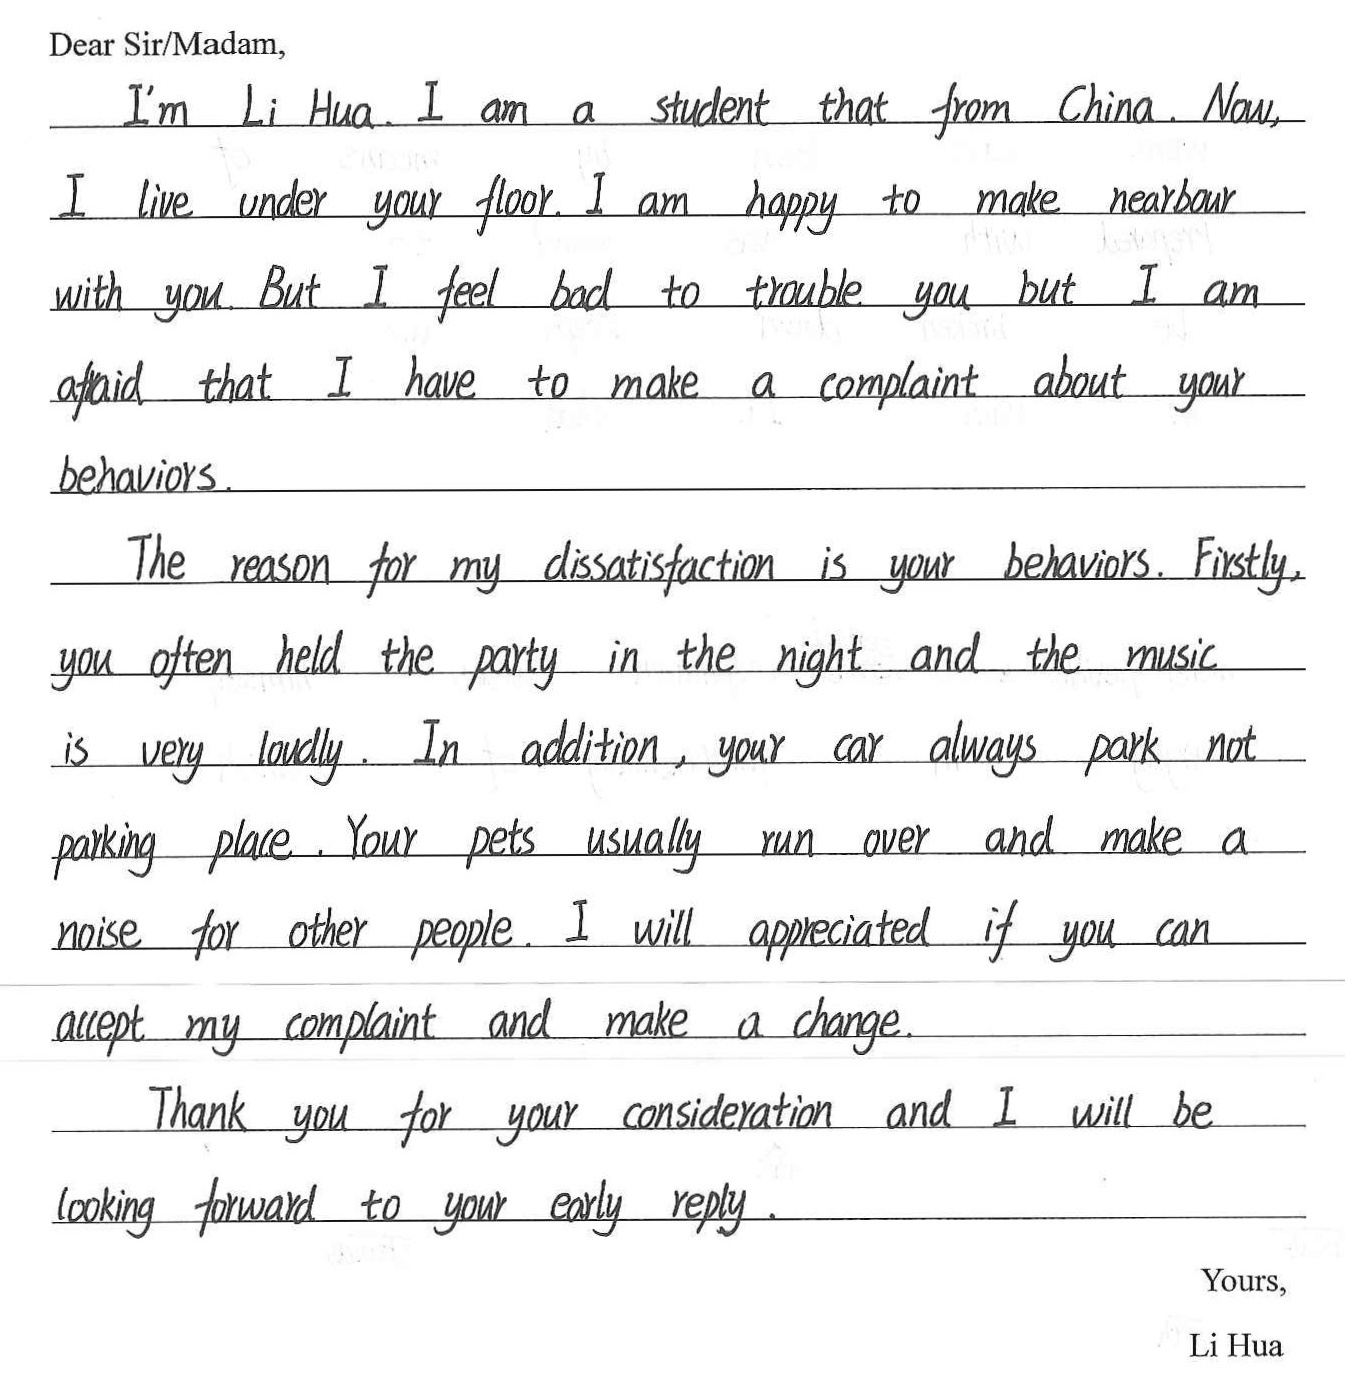 Dear Sir/Madam,
I'm Li Hua. I am a student that from China. Now,
I live under your floor. I am happy to make nearbour
with you. But I feel bad to trouble you but I am
afraid that I have to make a complaint about your
behaviors.
The reason for my dissatisfaction is your behaviors. Firstly,
you often held the party in the night and the music
is very loudly. In addition, your car always park not
parking place. Your pets usually run over and make a
noise for other people. I will appreciated if you can
accept my complaint and make a change.
Thank you for your consideration and I will be
looking forward to your early reply.
Yours,
Li Hua